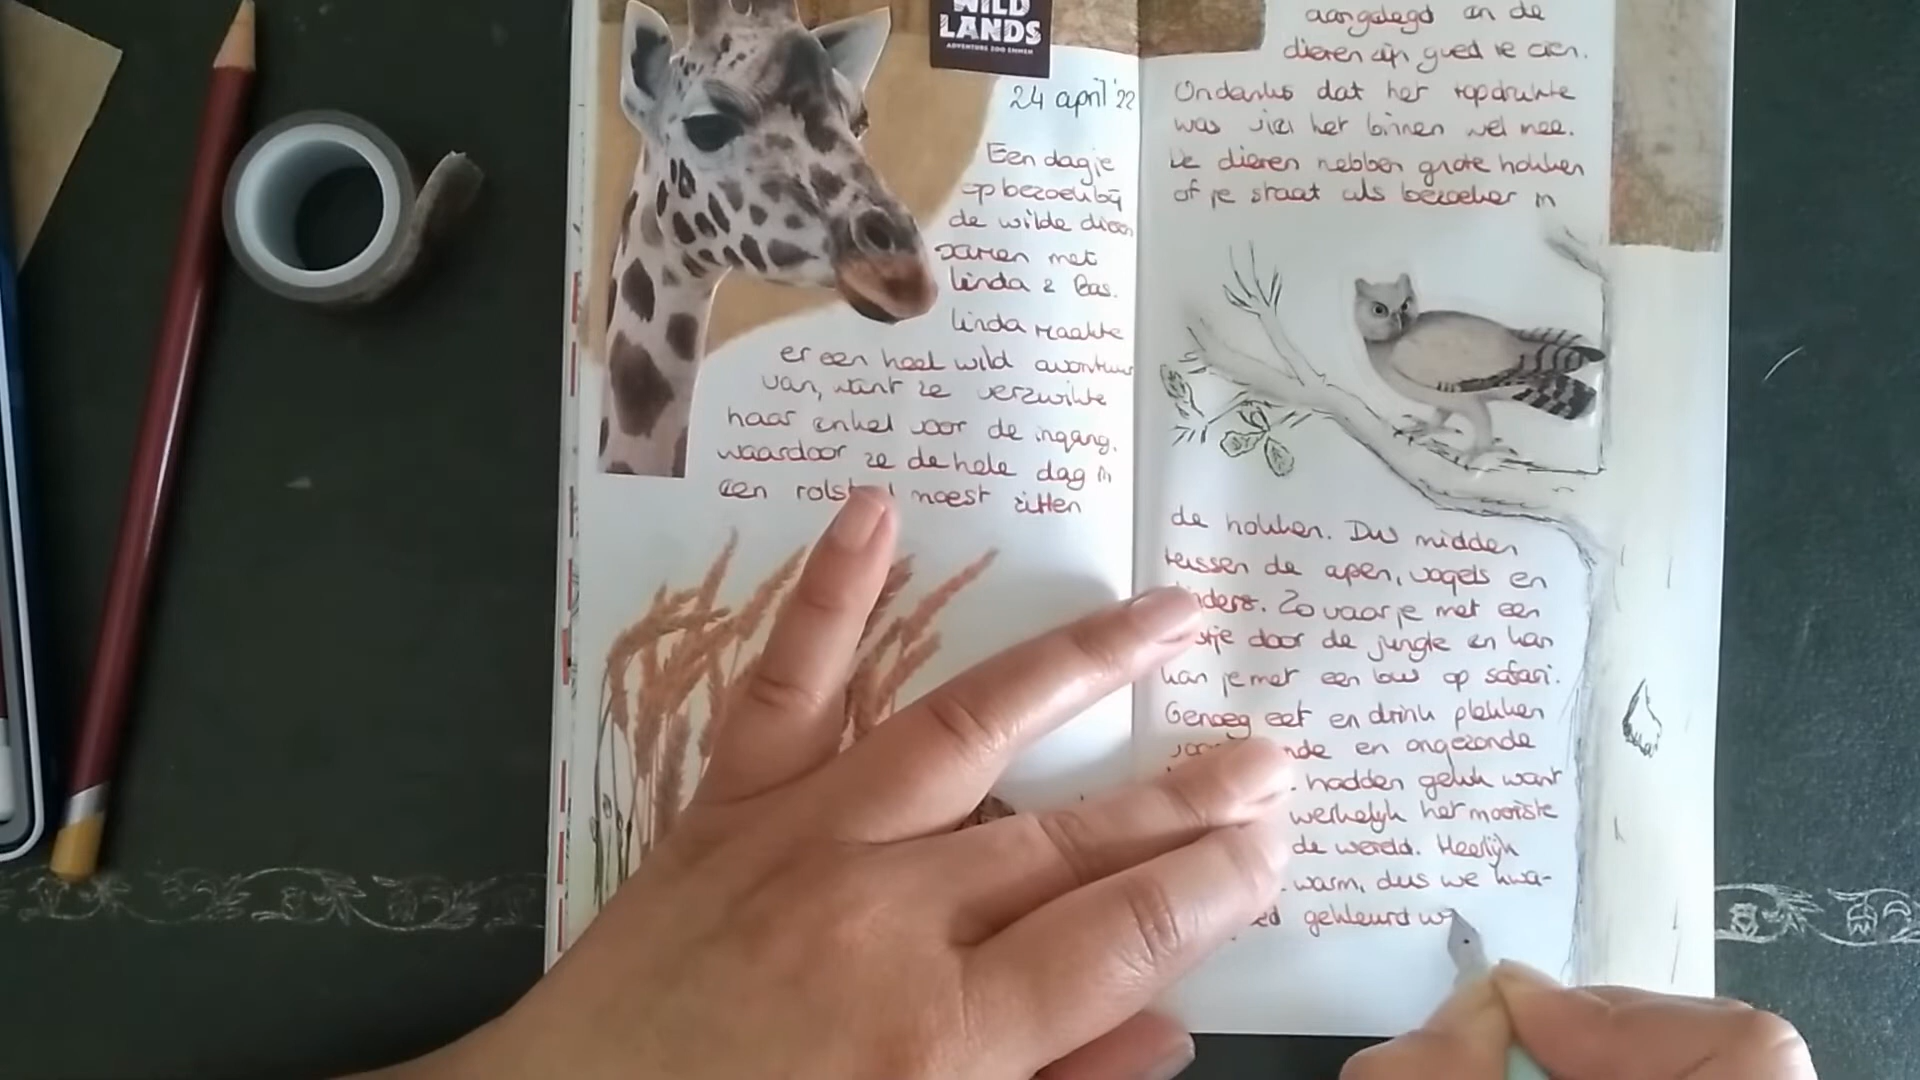 WILD
LANDS
ADVENTURE ZOO EMMEN
24 april '22
Een dagje
op bezoek bij
de wilde dieren
samen met
Linda & Bas.
Linda maakte
er een heel wild avontuur
van, want ze verzwikte
haar enkel voor de ingang.
waardoor ze de hele dag in
een moest zitten
aangelegd en de
dieren zijn goed te zien.
Ondanks dat het topdrukte
was viel het binnen wel mee.
De dieren hebben grote hokken
of je staat als bezoeker in
de hokken. Dus midden
tussen de apen, vogels en
Zo vaar je met een
door de jungle en kan
kan je met een bus op safari.
Genoeg eet en drink plekken
en ongezonde
hadden geluk want
werkelijk het mooiste
de wereld. Heerlijk
warm, dus we kwa-
gekleurd